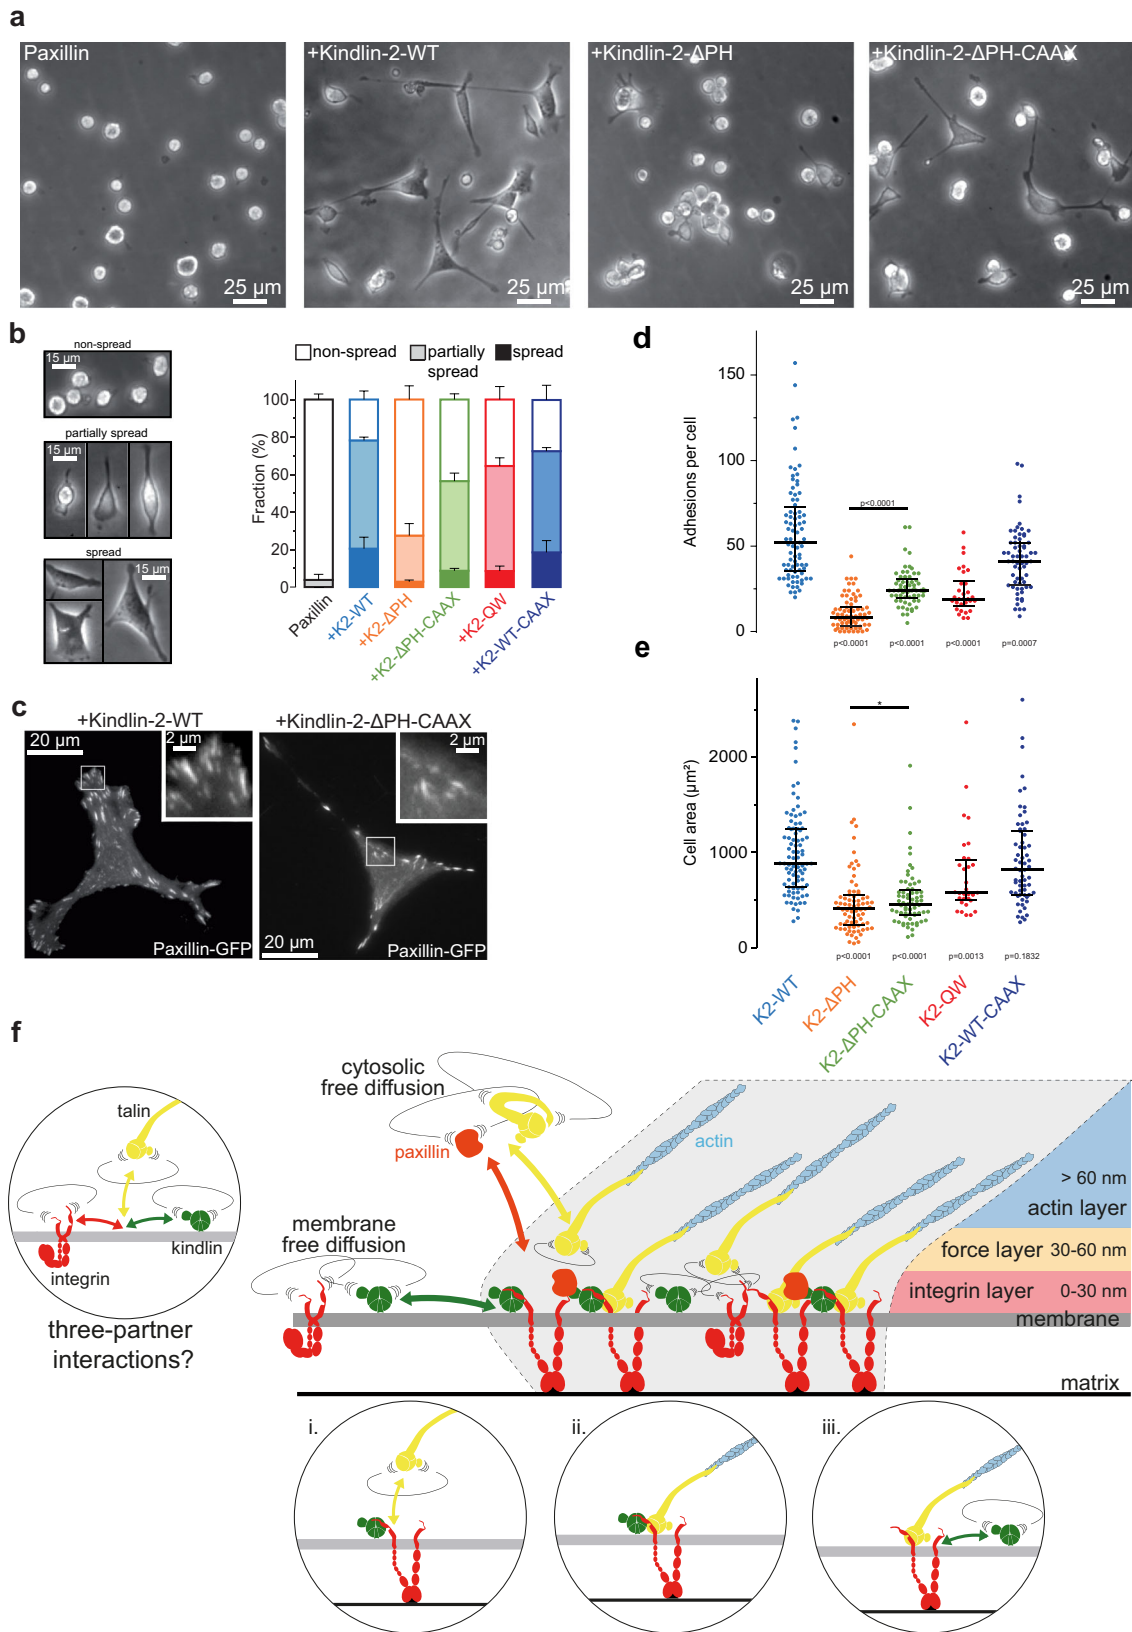 a
Paxillin
+Kindlin-2-WT
+Kindlin-2-ΔPH
+Kindlin-2-ΔPH-CAAX
25 µm
25 µm
25 µm
25 µm
b
non-spread
15 µm
partially spread
15 µm
spread
15 µm
non-spread
partially spread
spread
Fraction (%)
100
80
60
40
20
0
Paxillin
+K2-WT
+K2-ΔPH
+K2-ΔPH-CAAX
+K2-QW
+K2-WT-CAAX
c
+Kindlin-2-WT
20 µm
2 µm
Paxillin-GFP
+Kindlin-2-ΔPH-CAAX
2 µm
20 µm
Paxillin-GFP
d
Adhesions per cell
150
100
50
0
p<0.0001
p<0.0001
p<0.0001
p<0.0001
p=0.0007
e
Cell area (µm²)
2000
1000
0
*
p<0.0001
p<0.0001
p=0.0013
p=0.1832
K2-WT
K2-ΔPH
K2-ΔPH-CAAX
K2-QW
K2-WT-CAAX
f
talin
kindlin
integrin
three-partner
interactions?
cytosolic
free diffusion
paxillin
actin
membrane
free diffusion
> 60 nm
actin layer
force layer 30-60 nm
integrin layer 0-30 nm
membrane
matrix
i.
ii.
iii.